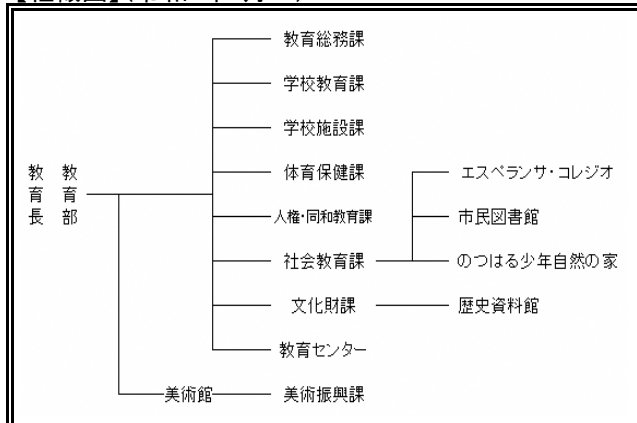 教育総務課
学校教育課
学校施設課
教育長 教育部
体育保健課
エスペランサ・コレジオ
人権・同和教育課
市民図書館
社会教育課
のつはる少年自然の家
文化財課
歴史資料館
教育センター
美術館
美術振興課